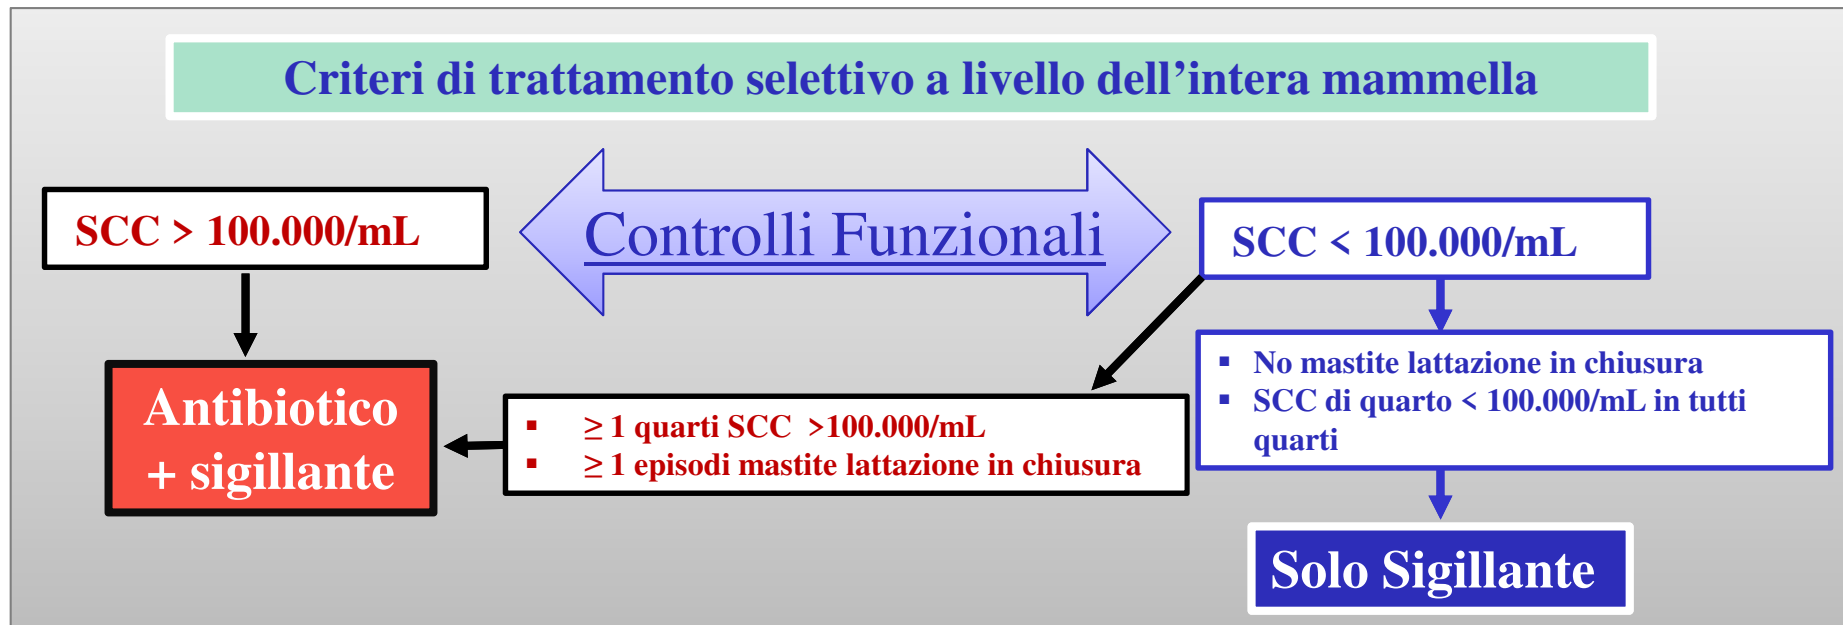 Criteri di trattamento selettivo a livello dell’intera mammella
SCC > 100.000/mL
Controlli Funzionali
SCC < 100.000/mL
▪ No mastite lattazione in chiusura
▪ SCC di quarto < 100.000/mL in tutti
quarti
Antibiotico
+ sigillante
▪ ≥ 1 quarti SCC >100.000/mL
▪ ≥ 1 episodi mastite lattazione in chiusura
Solo Sigillante